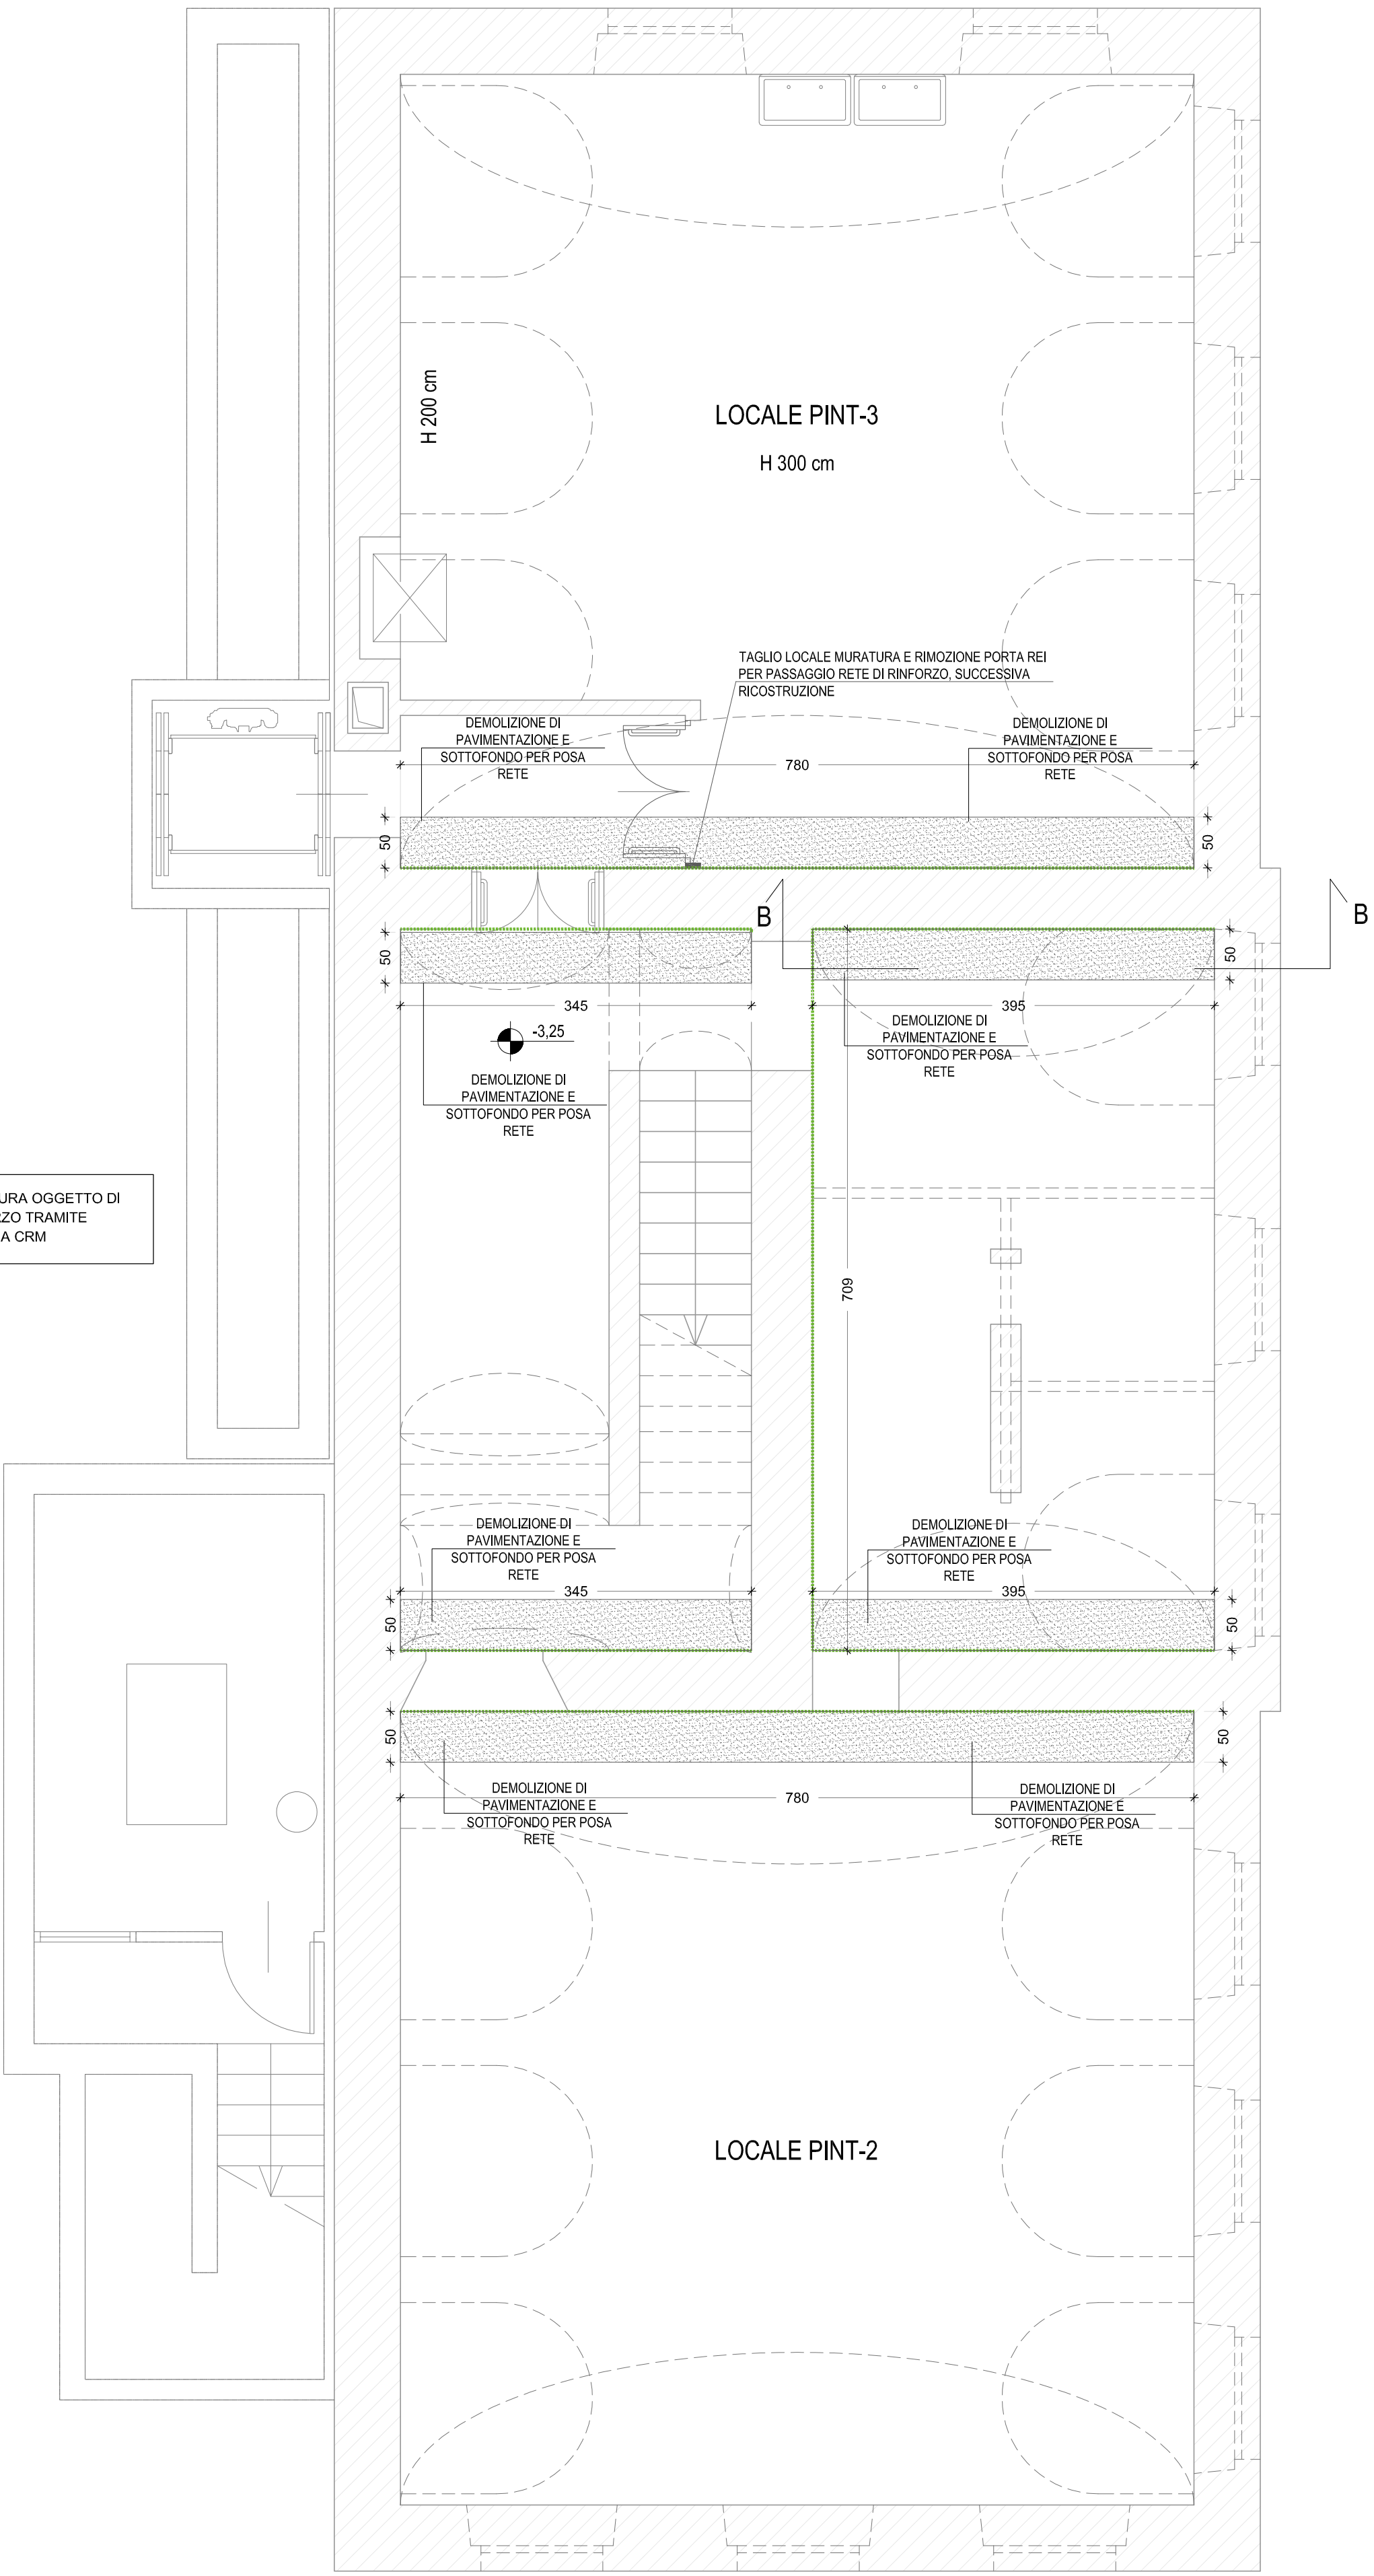 H 200 cm
LOCALE PINT-3
H 300 cm
TAGLIO LOCALE MURATURA E RIMOZIONE PORTA REI
PER PASSAGGIO RETE DI RINFORZO, SUCCESSIVA
RICOSTRUZIONE
DEMOLIZIONE DI
PAVIMENTAZIONE E
SOTTOFONDO PER POSA
RETE
DEMOLIZIONE DI
PAVIMENTAZIONE E
SOTTOFONDO PER POSA
RETE
780
50
50
B
B
50
50
345
395
-3,25
DEMOLIZIONE DI
PAVIMENTAZIONE E
SOTTOFONDO PER POSA
RETE
DEMOLIZIONE DI
PAVIMENTAZIONE E
SOTTOFONDO PER POSA
RETE
URA OGGETTO DI
RZO TRAMITE
A CRM
709
DEMOLIZIONE DI
PAVIMENTAZIONE E
SOTTOFONDO PER POSA
RETE
DEMOLIZIONE DI
PAVIMENTAZIONE E
SOTTOFONDO PER POSA
RETE
345
395
50
50
50
50
DEMOLIZIONE DI
PAVIMENTAZIONE E
SOTTOFONDO PER POSA
RETE
780
DEMOLIZIONE DI
PAVIMENTAZIONE E
SOTTOFONDO PER POSA
RETE
LOCALE PINT-2